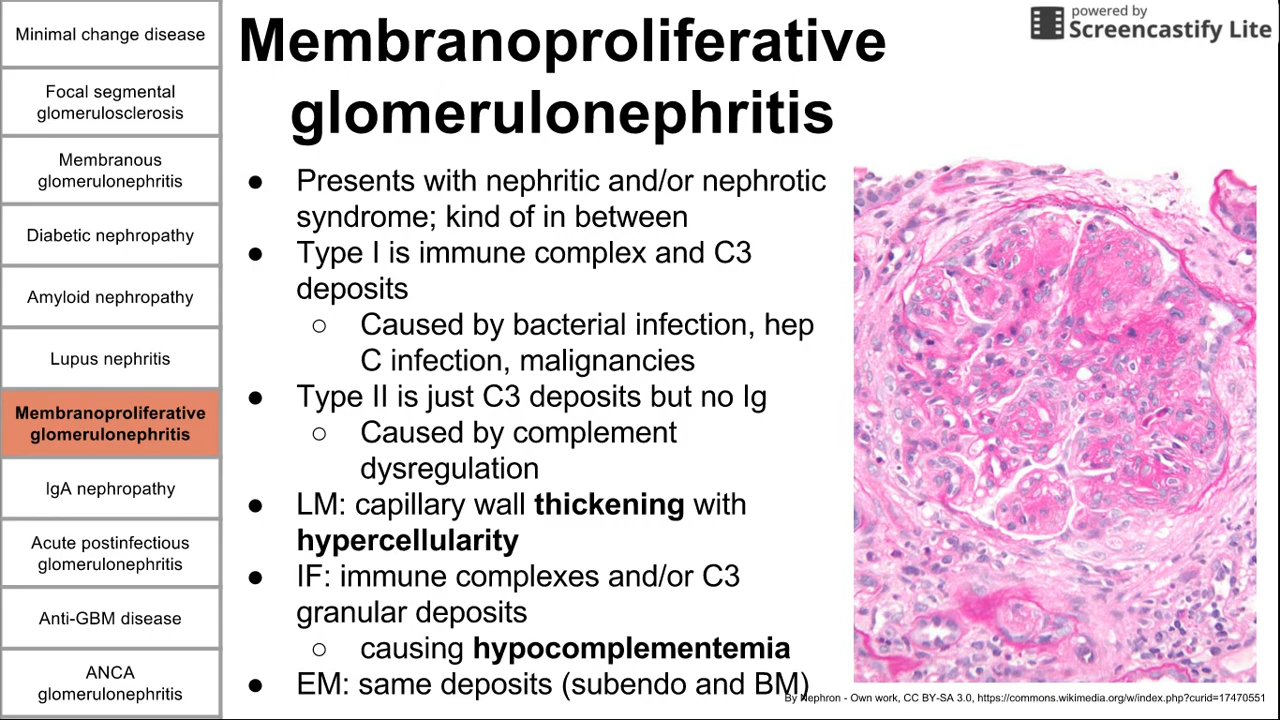 Minimal change disease
Focal segmental
glomerulosclerosis
Membranous
glomerulonephritis
Diabetic nephropathy
Amyloid nephropathy
Lupus nephritis
Membranoproliferative
glomerulonephritis
IgA nephropathy
Acute postinfectious
glomerulonephritis
Anti-GBM disease
ANCA
glomerulonephritis
Membranoproliferative
glomerulonephritis
powered by
Screencastify Lite
● Presents with nephritic and/or nephrotic
syndrome; kind of in between
● Type I is immune complex and C3
deposits
○ Caused by bacterial infection, hep
C infection, malignancies
● Type II is just C3 deposits but no Ig
○ Caused by complement
dysregulation
● LM: capillary wall thickening with
hypercellularity
● IF: immune complexes and/or C3
granular deposits
○ causing hypocomplementemia
● EM: same deposits (subendo and BM)
By Nephron - Own work, CC BY-SA 3.0, https://commons.wikimedia.org/w/index.php?curid=17470551